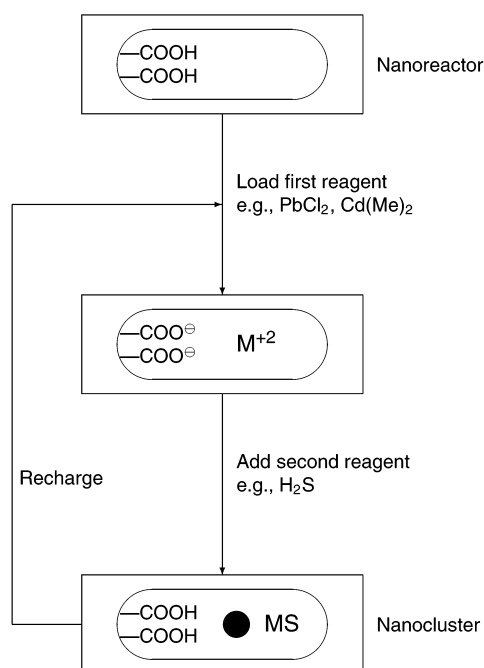 —COOH
—COOH
Nanoreactor
Load first reagent
e.g., PbCl₂, Cd(Me)₂
—COO⊖
—COO⊖
M⁺²
Add second reagent
e.g., H₂S
Recharge
—COOH
—COOH
MS
Nanocluster